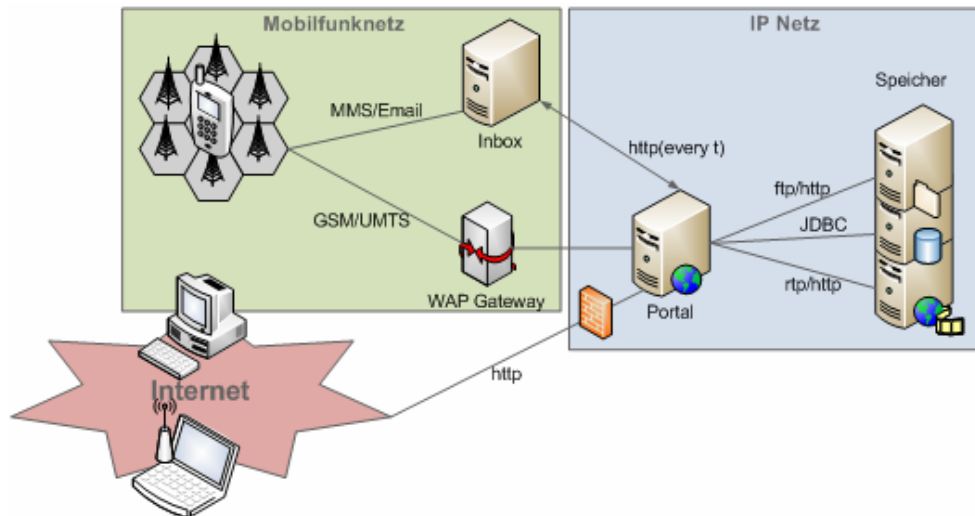 Mobilfunknetz
IP Netz
Speicher
MMS/Email
Inbox
http(every t)
ftp/http
JDBC
GSM/UMTS
rtp/http
WAP Gateway
Portal
http
Internet